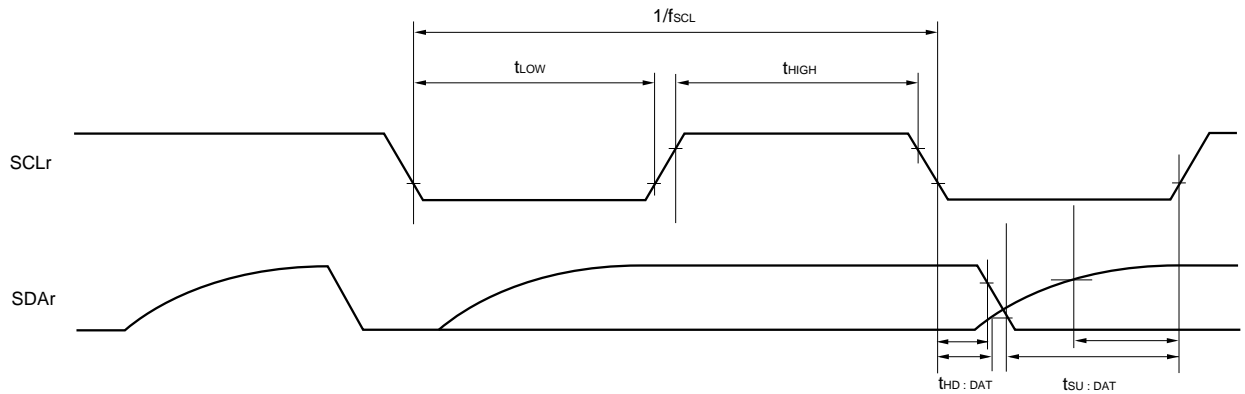 1/fSCL
tLOW
tHIGH
SCLr
SDAr
tHD : DAT
tSU : DAT